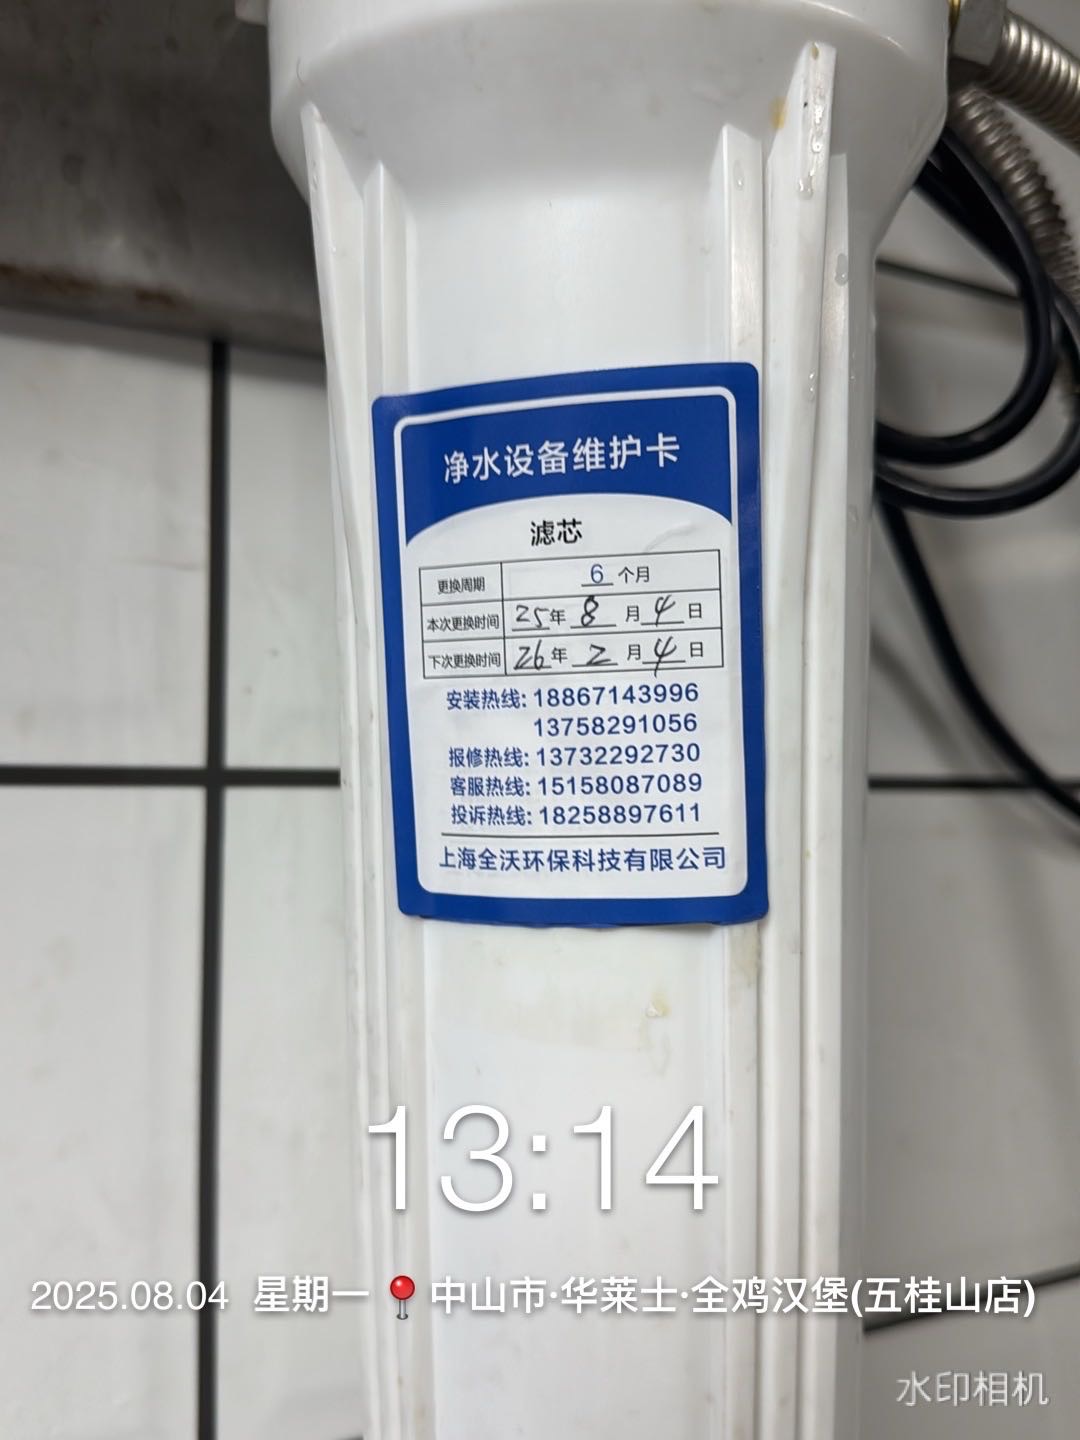 净水设备维护卡
滤芯
更换周期 6 个月
本次更换时间 25年 8 月 4 日
下次更换时间 26年 2 月 4 日
安装热线: 18867143996
13758291056
报修热线: 13732292730
客服热线: 15158087089
投诉热线: 18258897611
上海全沃环保科技有限公司
13:14
2025.08.04 星期一 📍 中山市·华莱士·全鸡汉堡(五桂山店)
水印相机